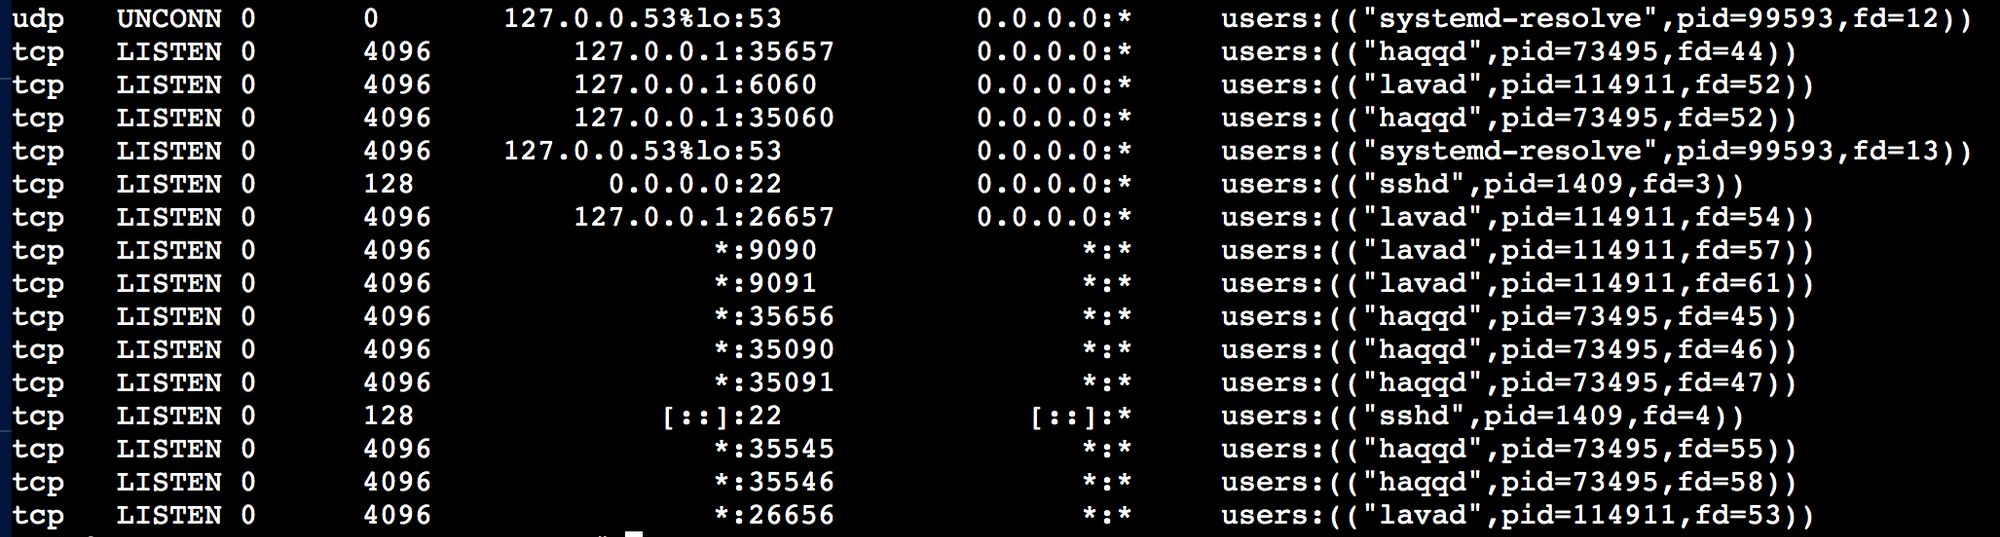 udp UNCONN 0 0 127.0.0.53%lo:53 0.0.0.0:* users:(("systemd-resolve",pid=99593,fd=12))
tcp LISTEN 0 4096 127.0.0.1:35657 0.0.0.0:* users:(("haqqd",pid=73495,fd=44))
tcp LISTEN 0 4096 127.0.0.1:6060 0.0.0.0:* users:(("lavad",pid=114911,fd=52))
tcp LISTEN 0 4096 127.0.0.1:35060 0.0.0.0:* users:(("haqqd",pid=73495,fd=52))
tcp LISTEN 0 4096 127.0.0.53%lo:53 0.0.0.0:* users:(("systemd-resolve",pid=99593,fd=13))
tcp LISTEN 0 128 0.0.0.0:22 0.0.0.0:* users:(("sshd",pid=1409,fd=3))
tcp LISTEN 0 4096 127.0.0.1:26657 0.0.0.0:* users:(("lavad",pid=114911,fd=54))
tcp LISTEN 0 4096 *:9090 *:* users:(("lavad",pid=114911,fd=57))
tcp LISTEN 0 4096 *:9091 *:* users:(("lavad",pid=114911,fd=61))
tcp LISTEN 0 4096 *:35656 *:* users:(("haqqd",pid=73495,fd=45))
tcp LISTEN 0 4096 *:35090 *:* users:(("haqqd",pid=73495,fd=46))
tcp LISTEN 0 4096 *:35091 *:* users:(("haqqd",pid=73495,fd=47))
tcp LISTEN 0 128 [::]:22 [::]:* users:(("sshd",pid=1409,fd=4))
tcp LISTEN 0 4096 *:35545 *:* users:(("haqqd",pid=73495,fd=55))
tcp LISTEN 0 4096 *:35546 *:* users:(("haqqd",pid=73495,fd=58))
tcp LISTEN 0 4096 *:26656 *:* users:(("lavad",pid=114911,fd=53))